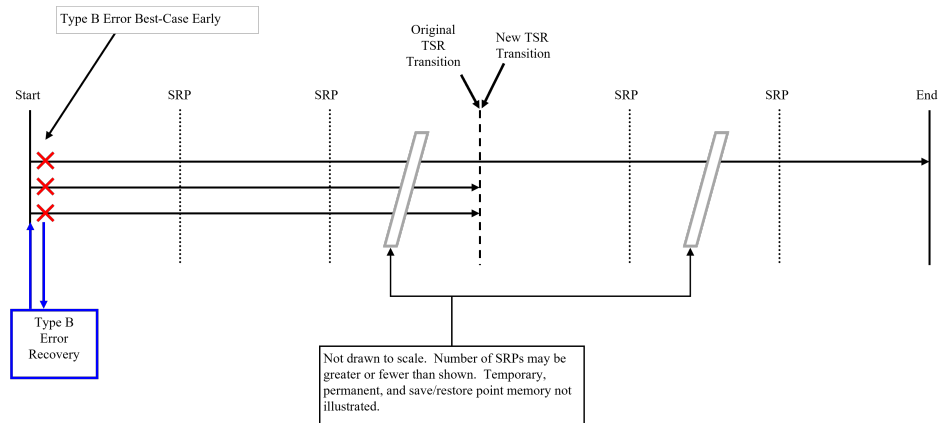 Type B Error Best-Case Early
Original
TSR
Transition
New TSR
Transition
Start
SRP
SRP
SRP
SRP
End
Type B
Error
Recovery
Not drawn to scale.  Number of SRPs may be
greater or fewer than shown.  Temporary,
permanent, and save/restore point memory not
illustrated.